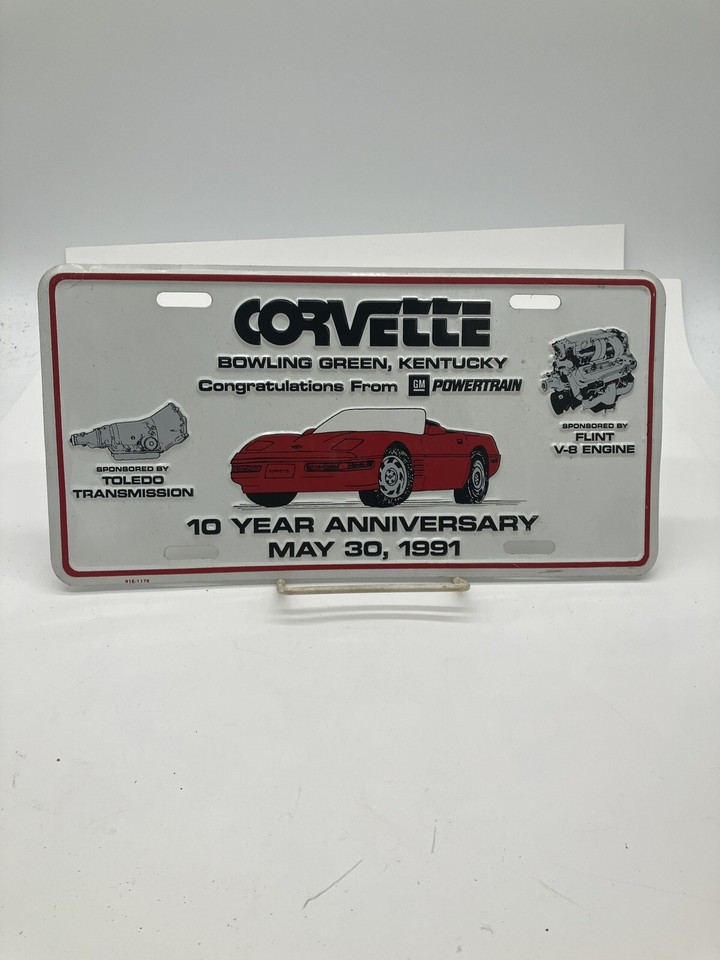 CORVETTE
BOWLING GREEN, KENTUCKY
Congratulations From GM POWERTRAIN
SPONSORED BY
FLINT
V-8 ENGINE
SPONSORED BY
TOLEDO
TRANSMISSION
10 YEAR ANNIVERSARY
MAY 30, 1991